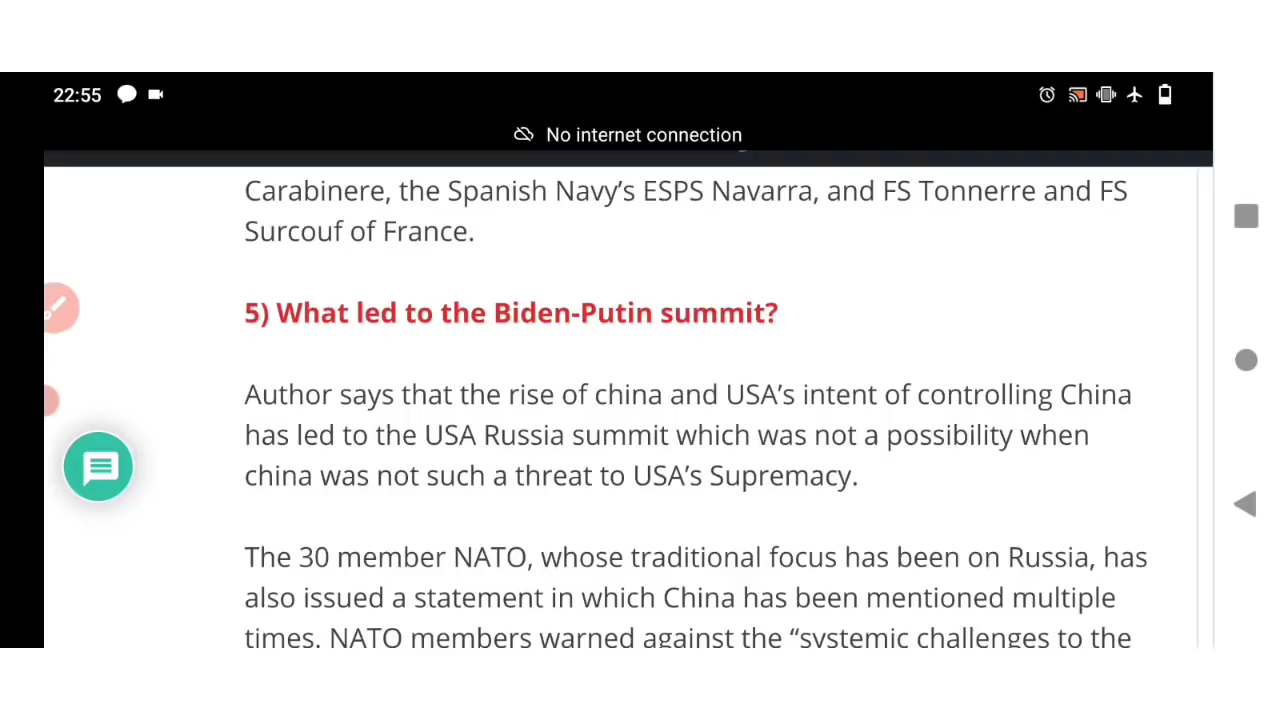 22:55
No internet connection
Carabinere, the Spanish Navy’s ESPS Navarra, and FS Tonnerre and FS
Surcouf of France.
5) What led to the Biden-Putin summit?
Author says that the rise of china and USA’s intent of controlling China
has led to the USA Russia summit which was not a possibility when
china was not such a threat to USA’s Supremacy.
The 30 member NATO, whose traditional focus has been on Russia, has
also issued a statement in which China has been mentioned multiple
times. NATO members warned against the “systemic challenges to the